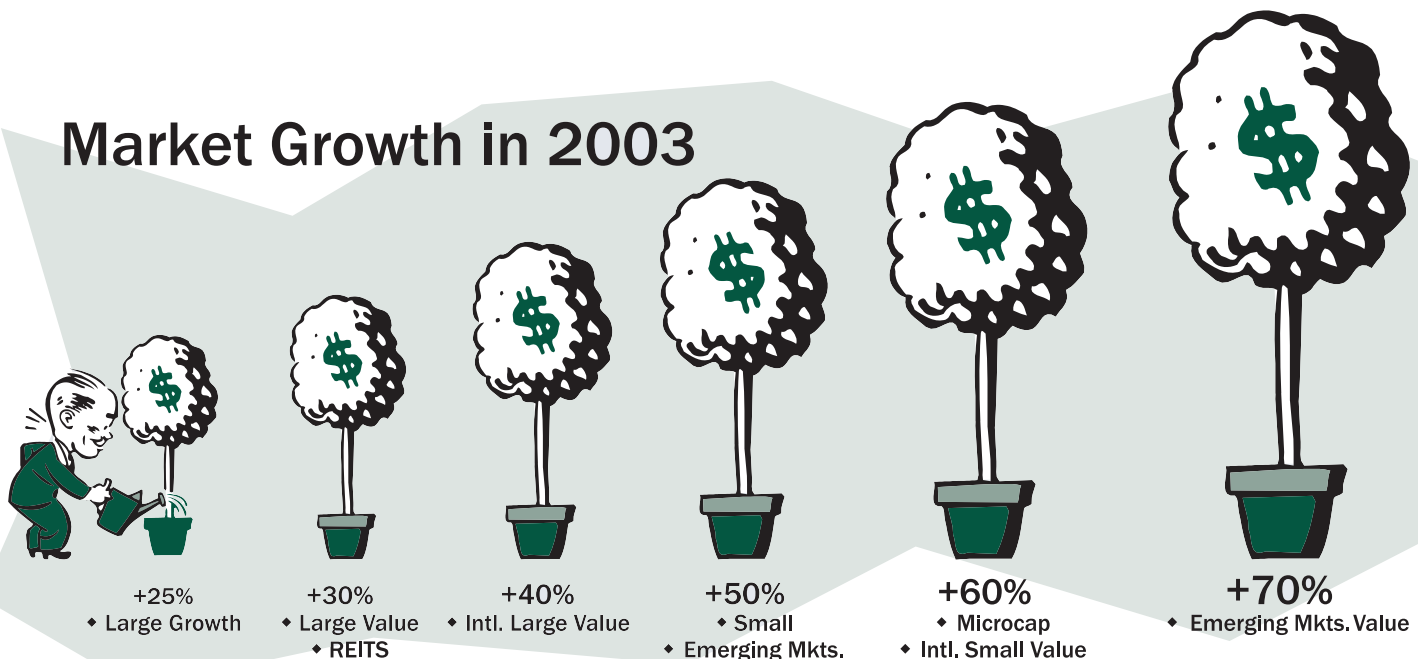 Market Growth in 2003
$ $ $ $ $ $
+25%
◆ Large Growth
+30%
◆ Large Value
◆ REITS
+40%
◆ Intl. Large Value
+50%
◆ Small
◆ Emerging Mkts.
+60%
◆ Microcap
◆ Intl. Small Value
+70%
◆ Emerging Mkts. Value